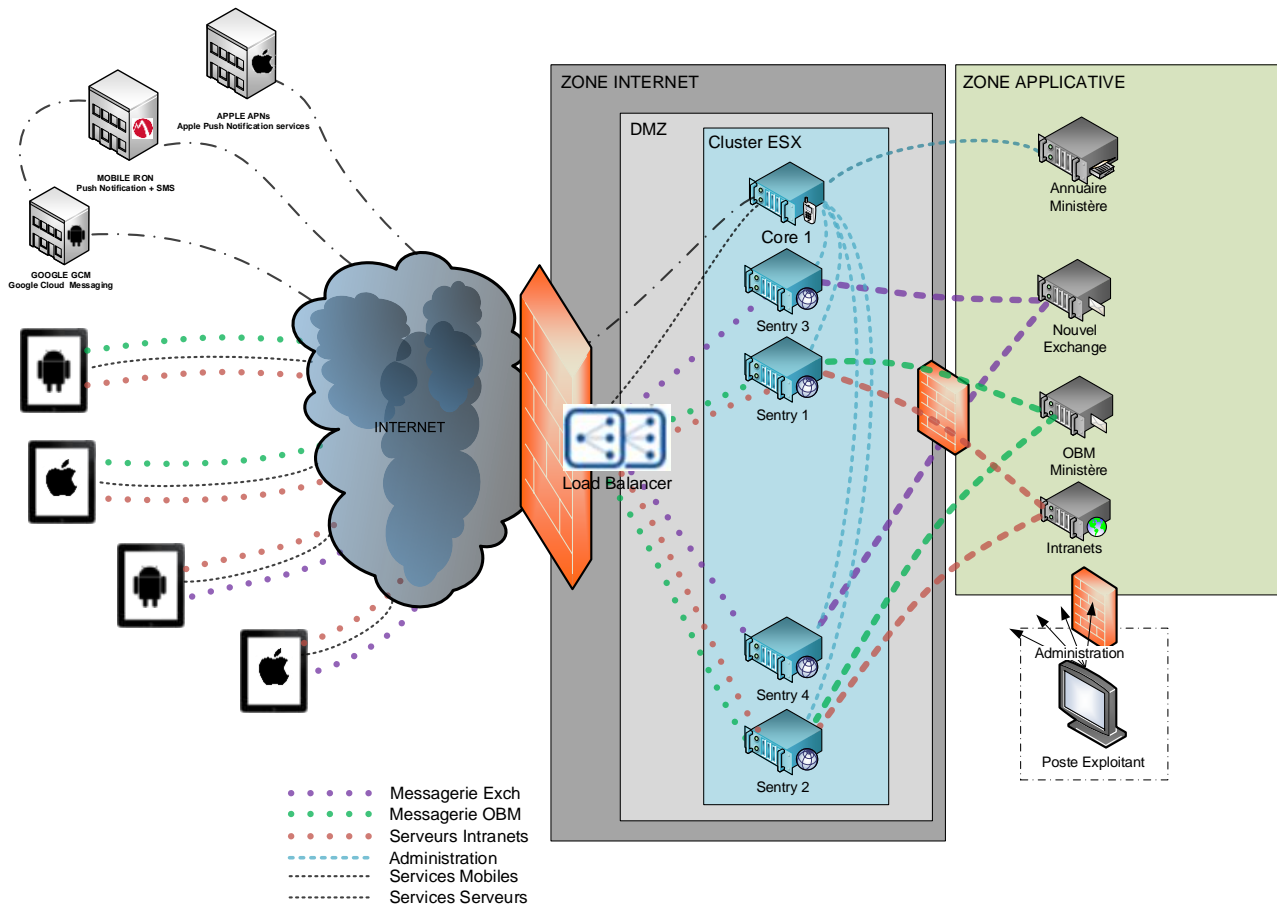 APPLE APNs
Apple Push Notification services
MOBILE IRON
Push Notification + SMS
GOOGLE GCM
Google Cloud Messaging
INTERNET
ZONE INTERNET
DMZ
Cluster ESX
Core 1
Sentry 3
Sentry 1
Load Balancer
Sentry 4
Sentry 2
ZONE APPLICATIVE
Annuaire
Ministère
Nouvel
Exchange
OBM
Ministère
Intranets
Administration
Poste Exploitant
Messagerie Exch
Messagerie OBM
Serveurs Intranets
Administration
Services Mobiles
Services Serveurs